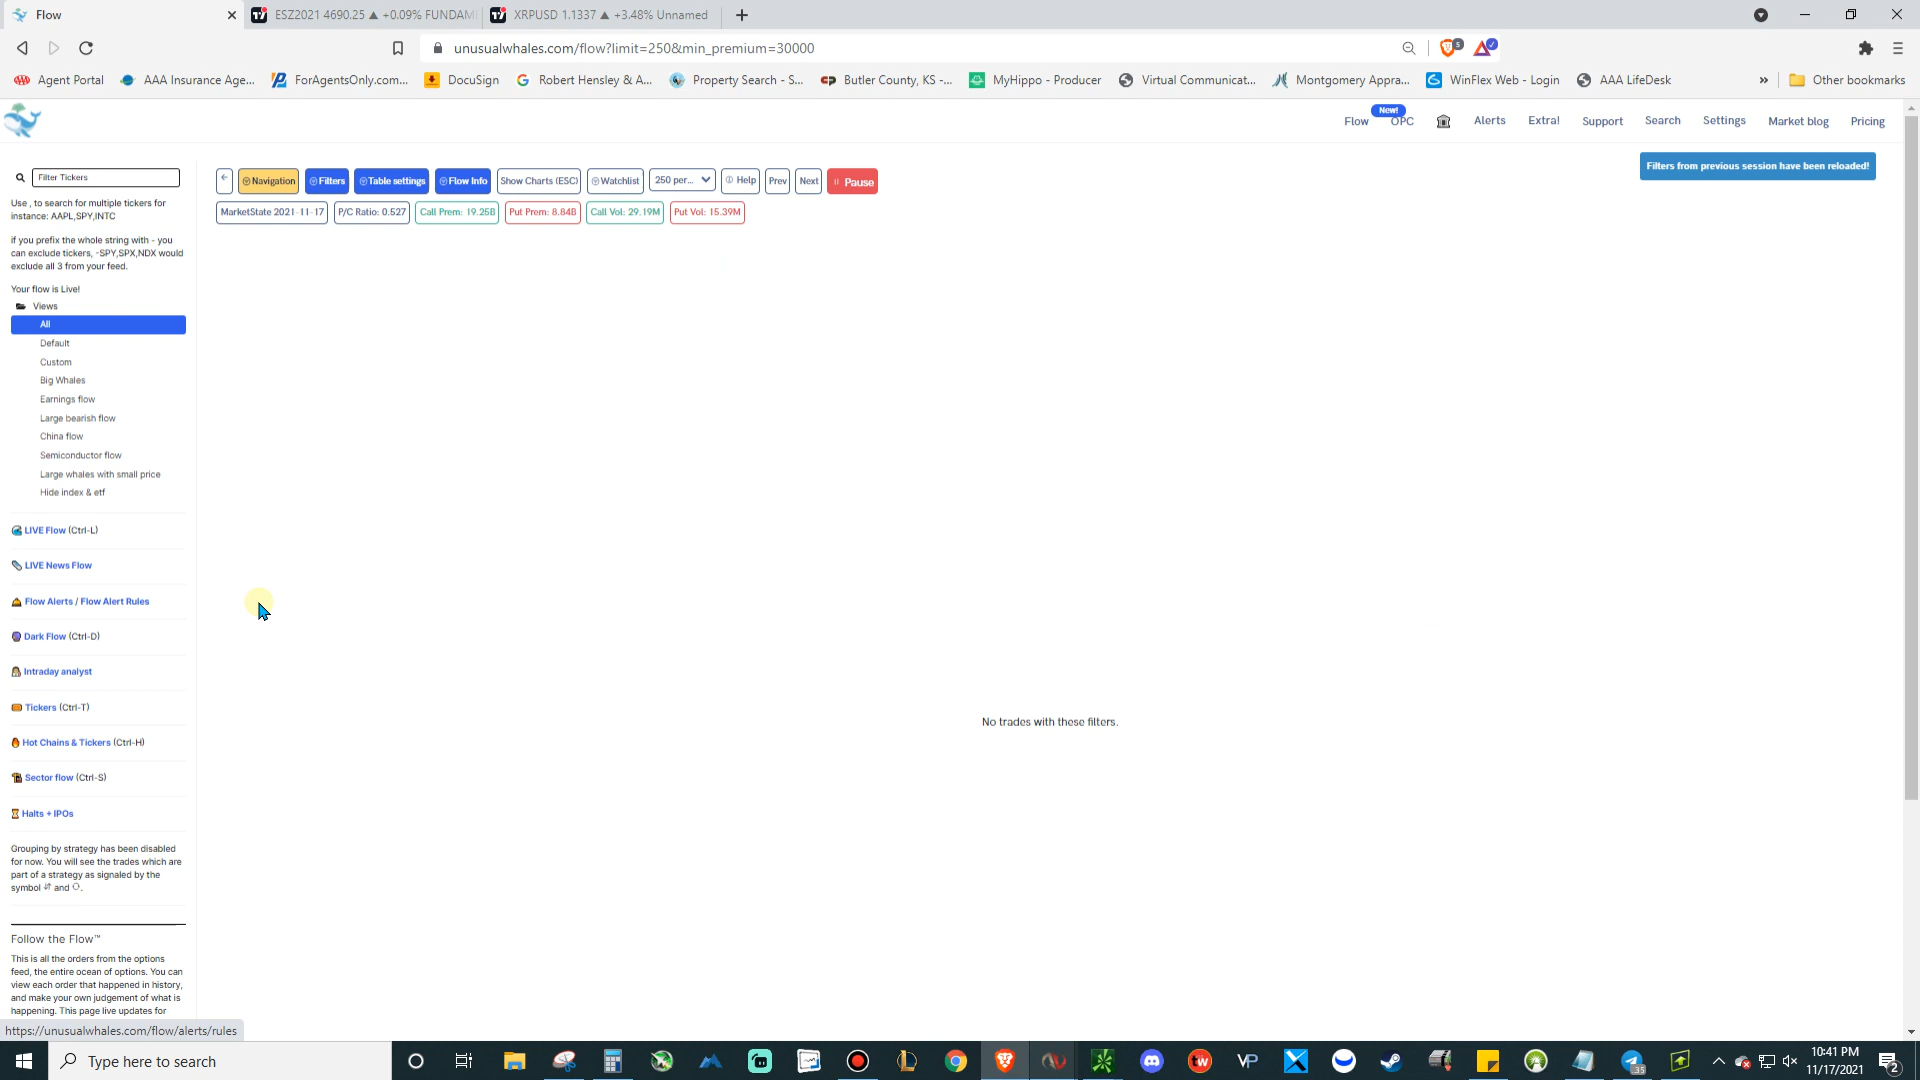 Flow
ESZ2021 4690.25 ▲ +0.09% FUNDAM
XRPUSD 1.1337 ▲ +3.48% Unnamed
unusualwhales.com/flow?limit=250&min_premium=30000
5
Agent Portal
AAA Insurance Age...
ForAgentsOnly.com...
DocuSign
Robert Hensley & A...
Property Search - S...
Butler County, KS -...
MyHippo - Producer
Virtual Communicat...
Montgomery Appra...
WinFlex Web - Login
AAA LifeDesk
»
Other bookmarks
Flow
New!
OPC
Alerts
Extra!
Support
Search
Settings
Market blog
Pricing
Filters from previous session have been reloaded!
Filter Tickers
Use , to search for multiple tickers for
instance: AAPL,SPY,INTC
if you prefix the whole string with - you
can exclude tickers, -SPY,SPX,NDX would
exclude all 3 from your feed.
Your flow is Live!
Views
All
Default
Custom
Big Whales
Earnings flow
Large bearish flow
China flow
Semiconductor flow
Large whales with small price
Hide index & etf
LIVE Flow (Ctrl-L)
LIVE News Flow
Flow Alerts / Flow Alert Rules
Dark Flow (Ctrl-D)
Intraday analyst
Tickers (Ctrl-T)
Hot Chains & Tickers (Ctrl-H)
Sector flow (Ctrl-S)
Halts + IPOs
Grouping by strategy has been disabled
for now. You will see the trades which are
part of a strategy as signaled by the
symbol ⇵ and ⟳.
Follow the Flow™
This is all the orders from the options
feed, the entire ocean of options. You can
view each order that happened in history,
and make your own judgement of what is
happening. This page live updates for
https://unusualwhales.com/flow/alerts/rules
Navigation
Filters
Table settings
Flow Info
Show Charts (ESC)
Watchlist
250 per...
Help
Prev
Next
Pause
MarketState 2021-11-17
P/C Ratio: 0.527
Call Prem: 19.25B
Put Prem: 8.84B
Call Vol: 29.19M
Put Vol: 15.39M
No trades with these filters.
Type here to search
tw
VP
35
10:41 PM
11/17/2021
2